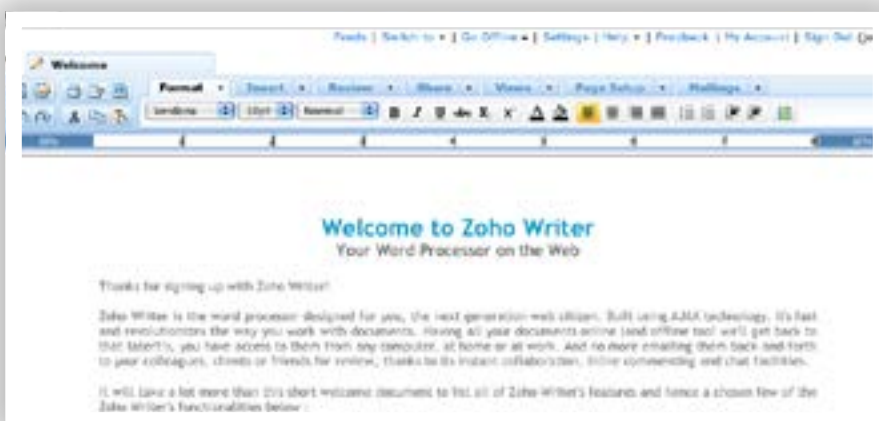 Feeds | Switch to | Go Offline | Settings | Help | Feedback | My Account | Sign Out
Welcome
Format Insert Review Share Views Page Setup Mailings
10pt Normal B I U abc X X A
Welcome to Zoho Writer
Your Word Processor on the Web
Thanks for signing up with Zoho Writer!
Zoho Writer is the word processor designed for you, the next generation web citizen. Built using AJAX technology, it's fast
and revolutionizes the way you work with documents. Having all your documents online (and offline too! we'll get back to
that later!), you have access to them from any computer, at home or at work. And no more emailing them back and forth
to your colleagues, clients or friends for review, thanks to its instant collaboration, inline commenting and chat facilities.
It will take a lot more than this short welcome document to list all of Zoho Writer's features and hence a chosen few of the
Zoho Writer's functionalities below :